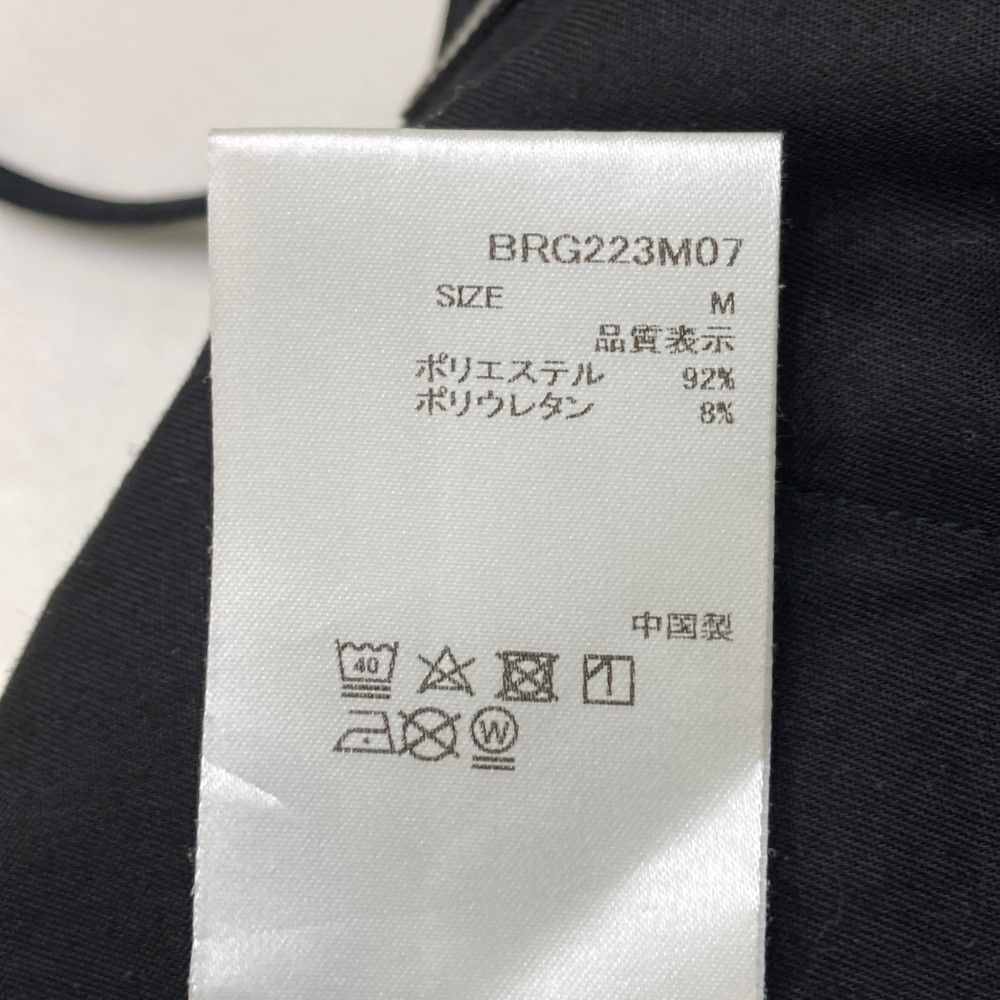 BRG223M07
SIZE M
品質表示
ポリエステル 92%
ポリウレタン 8%
中国製
40
W